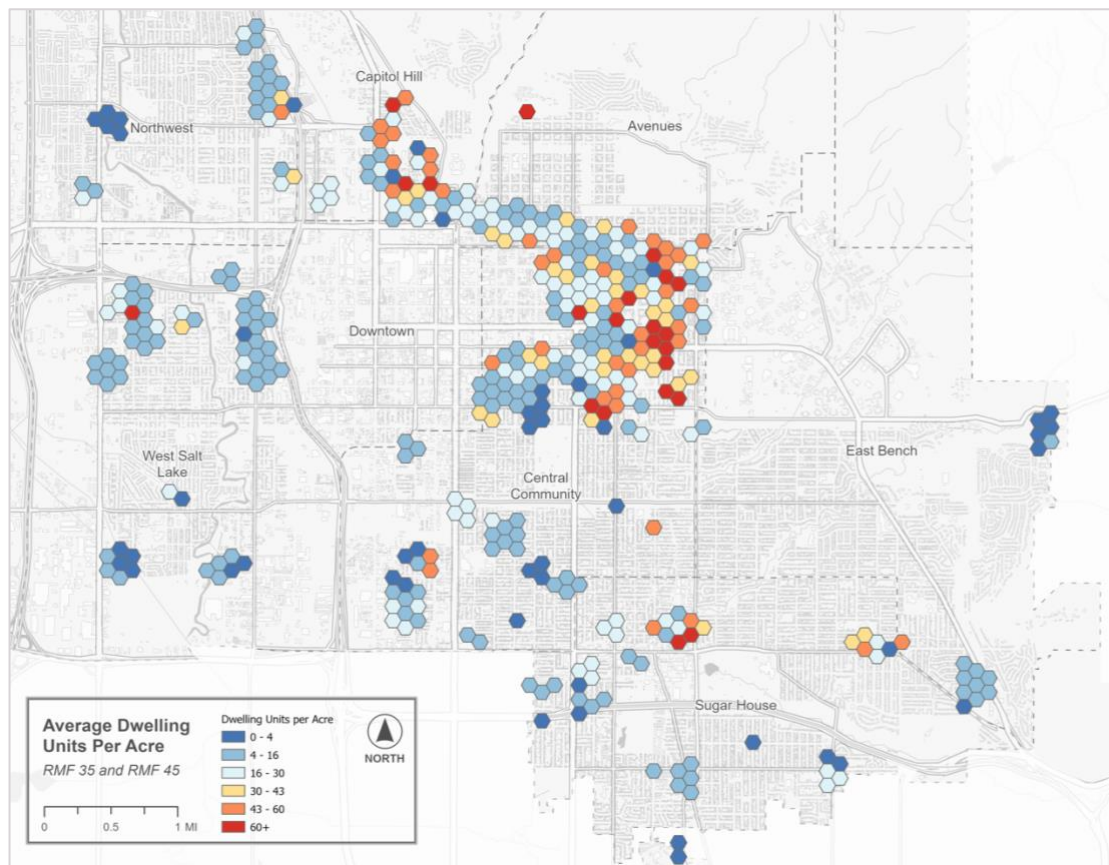 Capitol Hill
Avenues
Northwest
Downtown
West Salt
Lake
East Bench
Central
Community
Sugar House
Average Dwelling
Units Per Acre
RMF 35 and RMF 45
0 0.5 1 MI
Dwelling Units per Acre
0 - 4
4 - 16
16 - 30
30 - 43
43 - 60
60+
NORTH